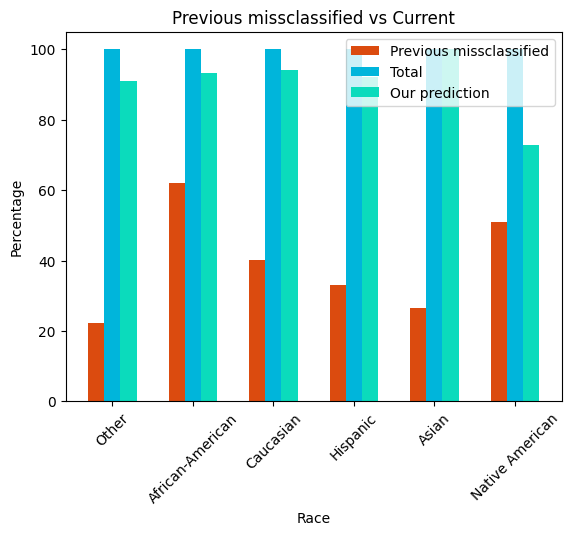 Previous missclassified vs Current
Previous missclassified
Total
Our prediction
Percentage
100
80
60
40
20
0
Other
African-American
Caucasian
Hispanic
Asian
Native American
Race